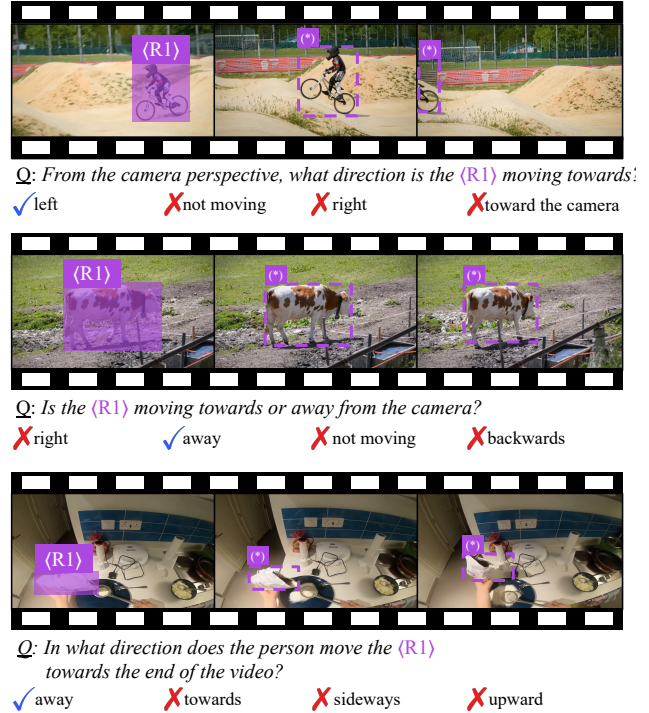 ⟨R1⟩
(*)
(*)
Q: From the camera perspective, what direction is the ⟨R1⟩ moving towards?
✓left ✗not moving ✗right ✗toward the camera
⟨R1⟩
(*)
(*)
Q: Is the ⟨R1⟩ moving towards or away from the camera?
✗right ✓away ✗not moving ✗backwards
⟨R1⟩
(*)
(*)
Q: In what direction does the person move the ⟨R1⟩
towards the end of the video?
✓away ✗towards ✗sideways ✗upward